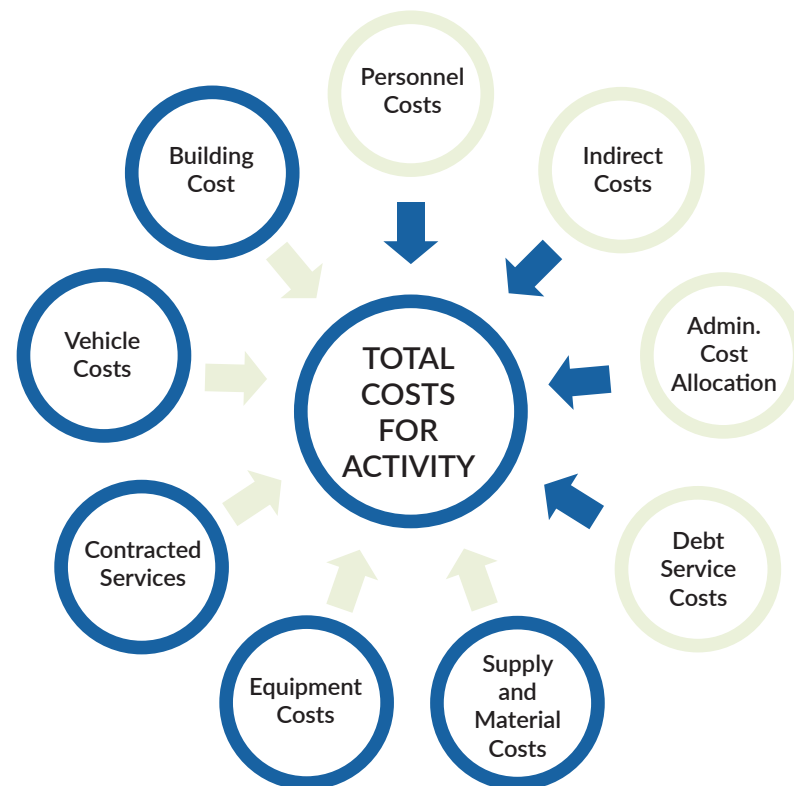 Personnel
Costs
Building
Cost
Indirect
Costs
Vehicle
Costs
Admin.
Cost
Allocation
TOTAL
COSTS
FOR
ACTIVITY
Contracted
Services
Debt
Service
Costs
Equipment
Costs
Supply
and
Material
Costs